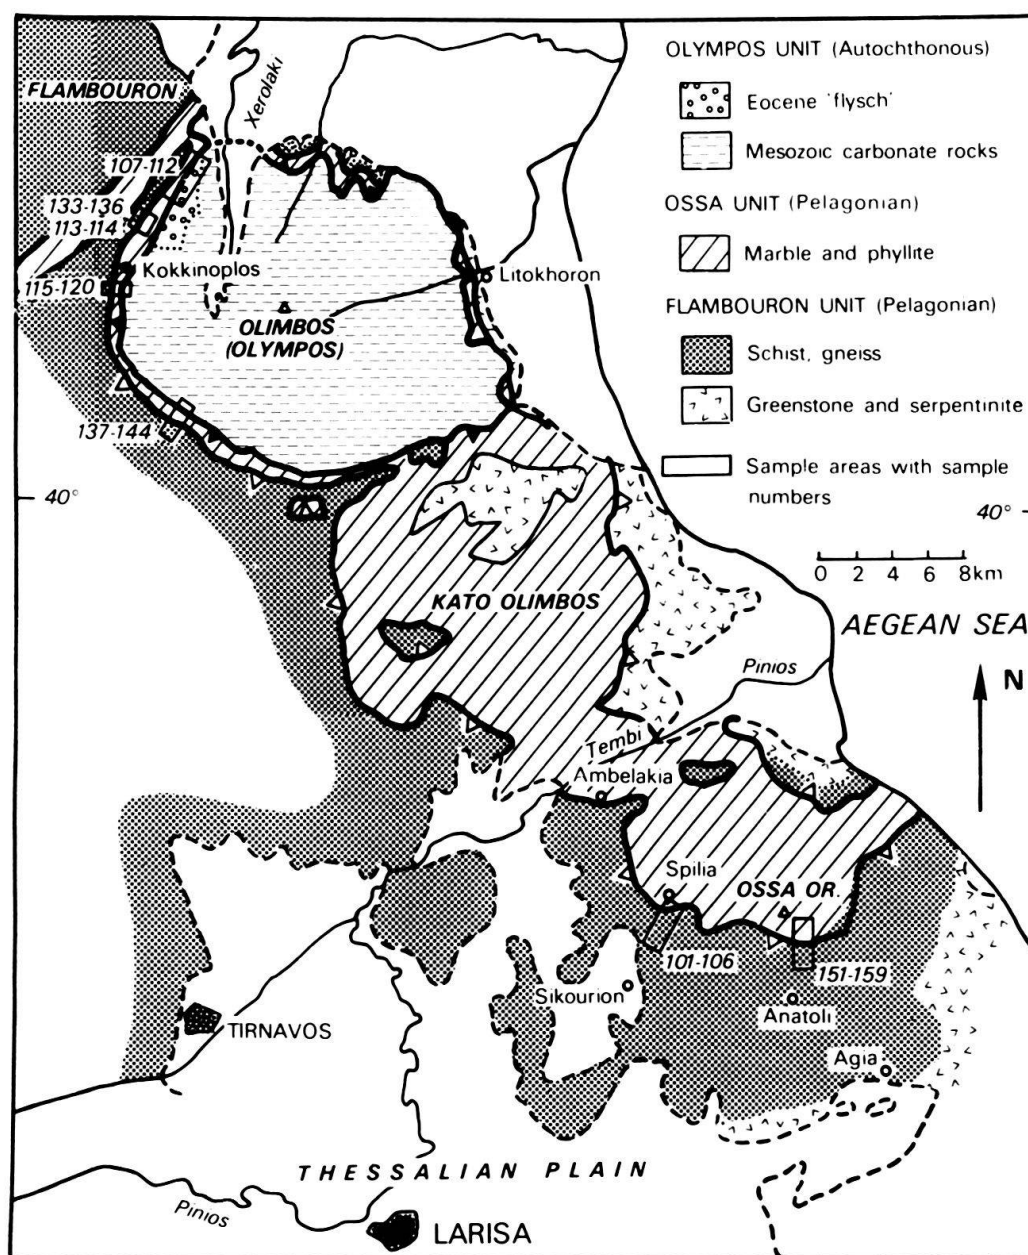 OLYMPOS UNIT (Autochthonous)
Eocene 'flysch'
Mesozoic carbonate rocks
OSSA UNIT (Pelagonian)
Marble and phyllite
FLAMBOURON UNIT (Pelagonian)
Schist, gneiss
Greenstone and serpentinite
Sample areas with sample
numbers
FLAMBOURON
Xerolaki
107-112
133-136
113-114
Kokkinoplos
115-120
Litokhoron
OLIMBOS
(OLYMPOS)
137-144
40°
40°
0 2 4 6 8km
KATO OLIMBOS
AEGEAN SEA
N
Pinios
Tembi
Ambelakia
Spilia
OSSA OR.
101-106
151-159
Sikourion
Anatoli
TIRNAVOS
Agia
THESSALIAN PLAIN
Pinios
LARISA